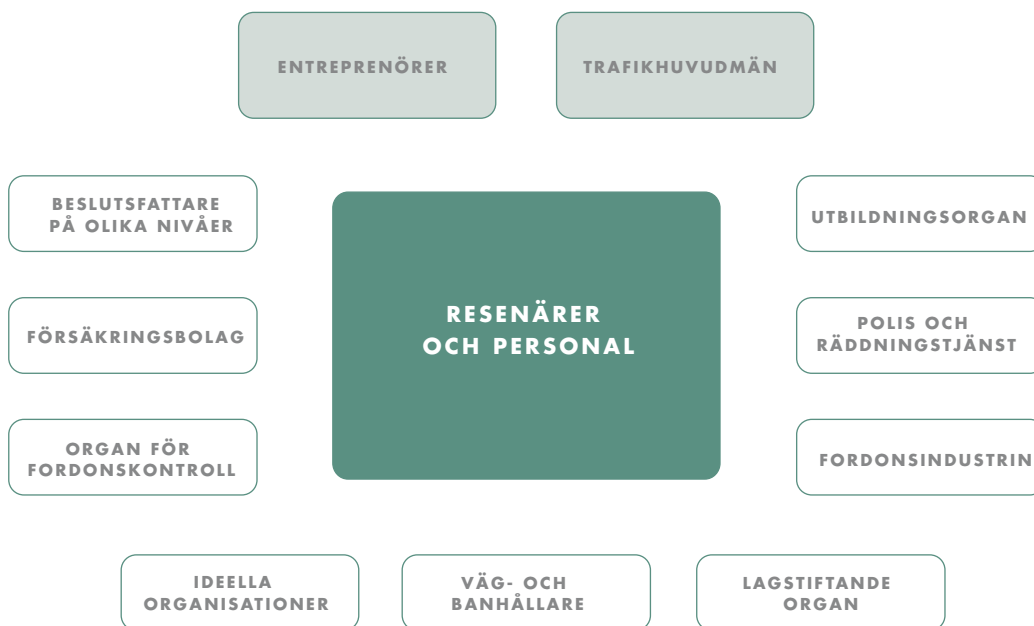 ENTREPRENÖRER
TRAFIKHUVUDMÄN
BESLUTSFATTARE
PÅ OLIKA NIVÅER
UTBILDNINGSORGAN
RESENÄRER
OCH PERSONAL
FÖRSÄKRINGSBOLAG
POLIS OCH
RÄDDNINGSTJÄNST
ORGAN FÖR
FORDONSKONTROLL
FORDONSINDUSTRIN
IDEELLA
ORGANISATIONER
VÄG- OCH
BANHÅLLARE
LAGSTIFTANDE
ORGAN